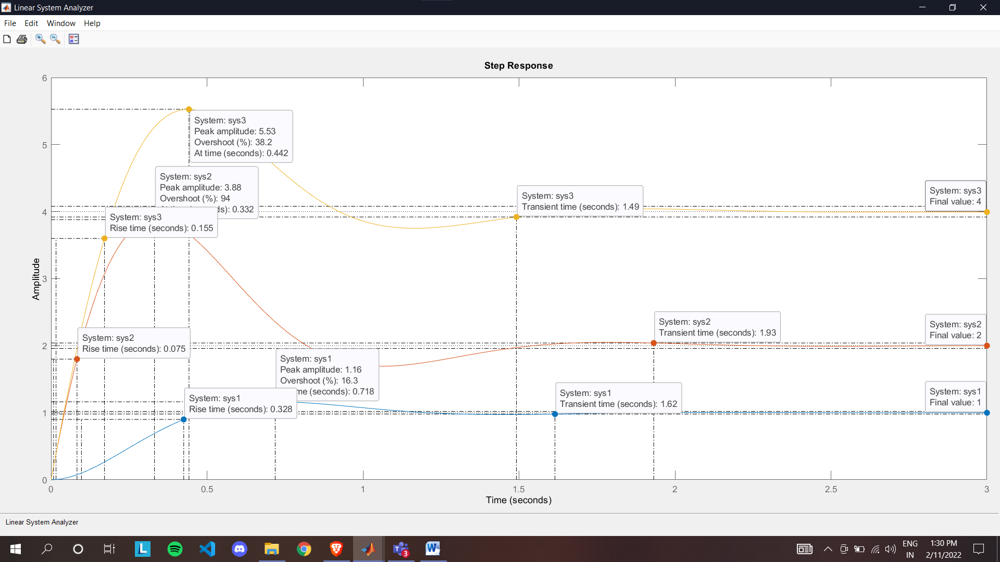 Linear System Analyzer
File Edit Window Help
Step Response
Amplitude
6
5
4
3
2
1
0
System: sys3
Peak amplitude: 5.53
Overshoot (%): 38.2
At time (seconds): 0.442
System: sys2
Peak amplitude: 3.88
Overshoot (%): 94
ds): 0.332
System: sys3
Rise time (seconds): 0.155
System: sys3
Transient time (seconds): 1.49
System: sys3
Final value: 4
System: sys2
Rise time (seconds): 0.075
System: sys2
Transient time (seconds): 1.93
System: sys2
Final value: 2
System: sys1
Peak amplitude: 1.16
Overshoot (%): 16.3
me (seconds): 0.718
System: sys1
Rise time (seconds): 0.328
System: sys1
Transient time (seconds): 1.62
System: sys1
Final value: 1
0 0.5 1 1.5 2 2.5 3
Time (seconds)
Linear System Analyzer
L
T
3
W
ENG
IN
1:30 PM
2/11/2022